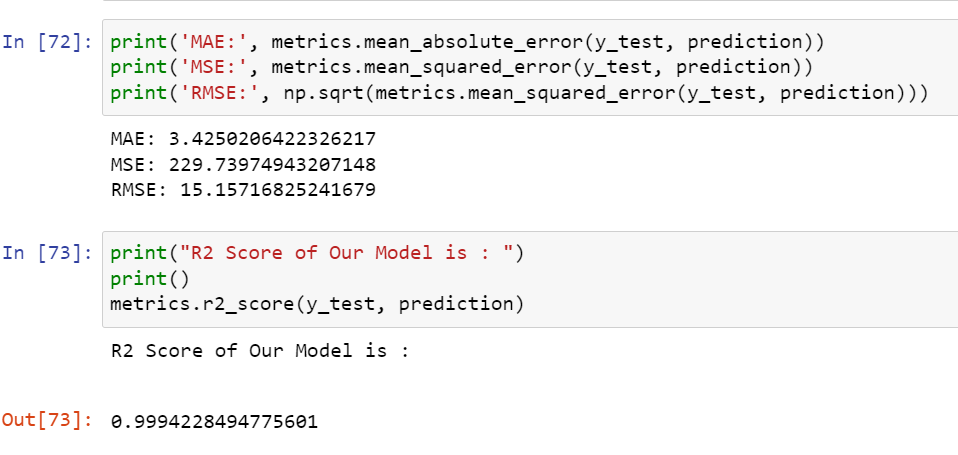 In [72]: print('MAE:', metrics.mean_absolute_error(y_test, prediction))
print('MSE:', metrics.mean_squared_error(y_test, prediction))
print('RMSE:', np.sqrt(metrics.mean_squared_error(y_test, prediction)))
MAE: 3.4250206422326217
MSE: 229.73974943207148
RMSE: 15.15716825241679
In [73]: print("R2 Score of Our Model is : ")
print()
metrics.r2_score(y_test, prediction)
R2 Score of Our Model is :
Out[73]: 0.9994228494775601